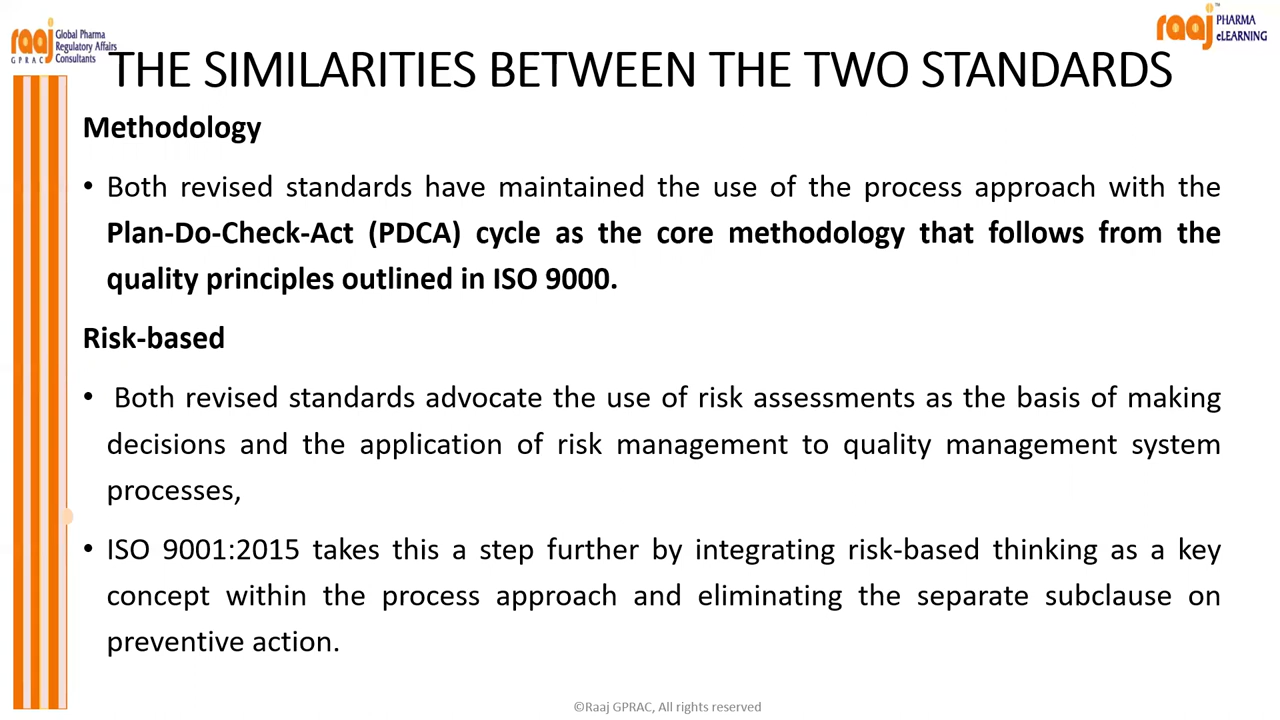 raaj
GPRAC
Global Pharma
Regulatory Affairs
Consultants
raaj™
PHARMA
eLEARNING
THE SIMILARITIES BETWEEN THE TWO STANDARDS
Methodology
• Both revised standards have maintained the use of the process approach with the
Plan-Do-Check-Act (PDCA) cycle as the core methodology that follows from the
quality principles outlined in ISO 9000.
Risk-based
• Both revised standards advocate the use of risk assessments as the basis of making
decisions and the application of risk management to quality management system
processes,
• ISO 9001:2015 takes this a step further by integrating risk-based thinking as a key
concept within the process approach and eliminating the separate subclause on
preventive action.
©Raaj GPRAC, All rights reserved